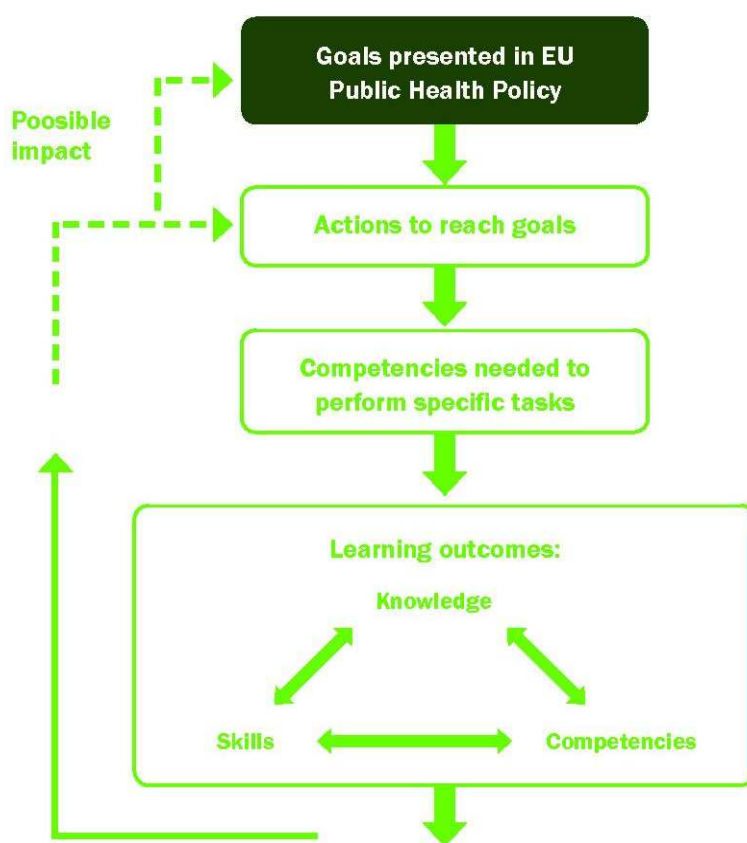 Goals presented in EU
Public Health Policy
Poosible
impact
Actions to reach goals
Competencies needed to
perform specific tasks
Learning outcomes:
Knowledge
Skills
Competencies